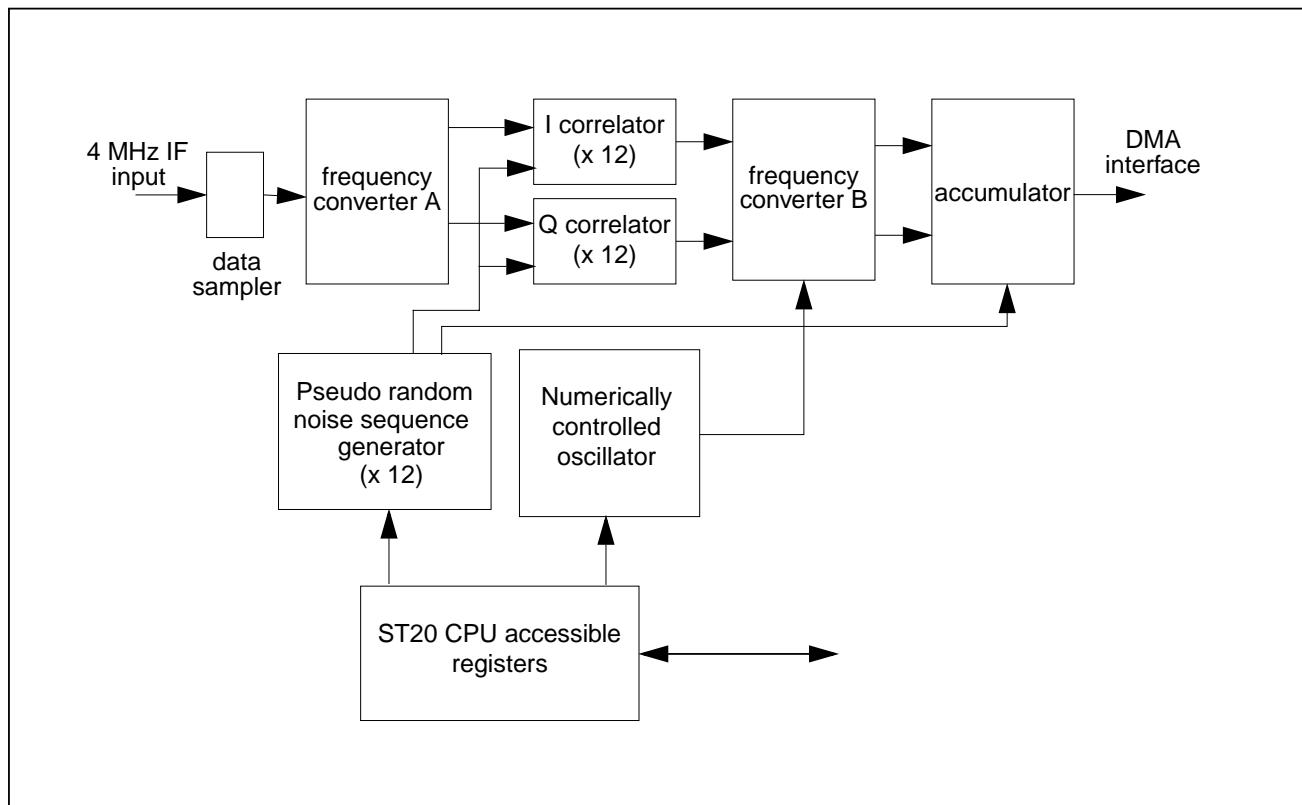 4 MHz IF
input
data
sampler
frequency
converter A
I correlator
(x 12)
Q correlator
(x 12)
frequency
converter B
accumulator
DMA
interface
Pseudo random
noise sequence
generator
(x 12)
Numerically
controlled
oscillator
ST20 CPU accessible
registers